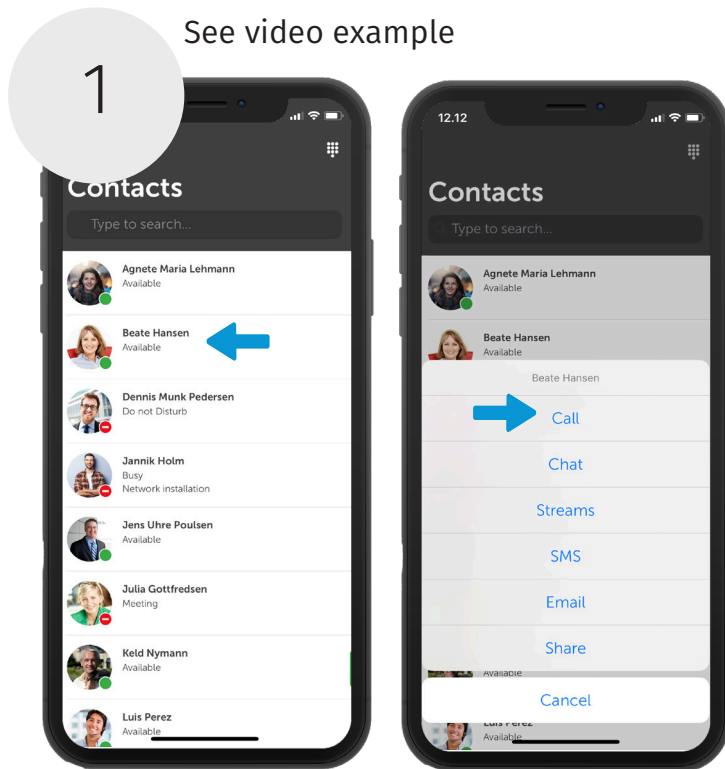 See video example
1
Contacts
Type to search...
Agnete Maria Lehmann
Available
Beate Hansen
Available
Dennis Munk Pedersen
Do not Disturb
Jannik Holm
Busy
Network installation
Jens Uhre Poulsen
Available
Julia Gottfredsen
Meeting
Keld Nymann
Available
Luis Perez
Available
12.12
Contacts
Type to search...
Agnete Maria Lehmann
Available
Beate Hansen
Available
Beate Hansen
Call
Chat
Streams
SMS
Email
Share
Available
Cancel
Luis Perez
Available